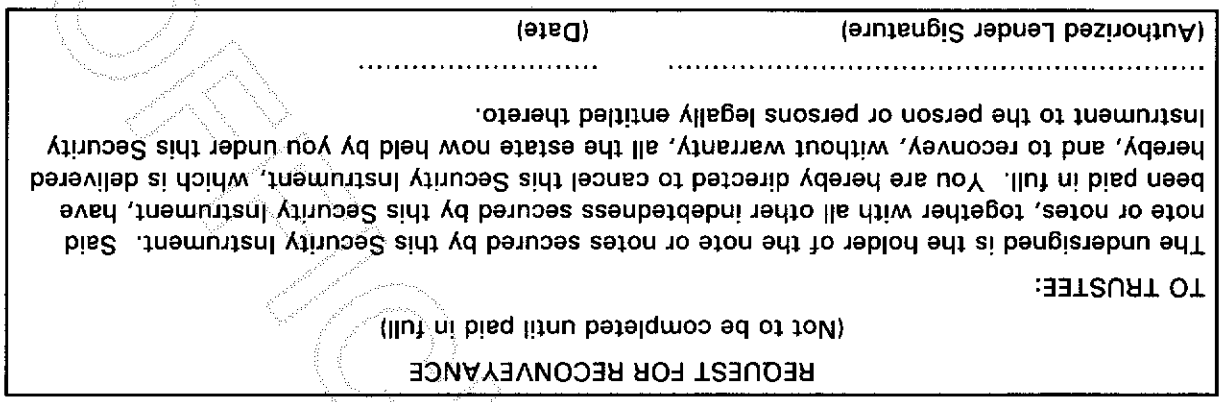 REQUEST FOR RECONVEYANCE
(Not to be completed until paid in full)
TO TRUSTEE:
The undersigned is the holder of the note or notes secured by this Security Instrument. Said
note or notes, together with all other indebtedness secured by this Security Instrument, have
been paid in full. You are hereby directed to cancel this Security Instrument, which is delivered
hereby, and to reconvey, without warranty, all the estate now held by you under this Security
Instrument to the person or persons legally entitled thereto.
(Authorized Lender Signature) (Date)